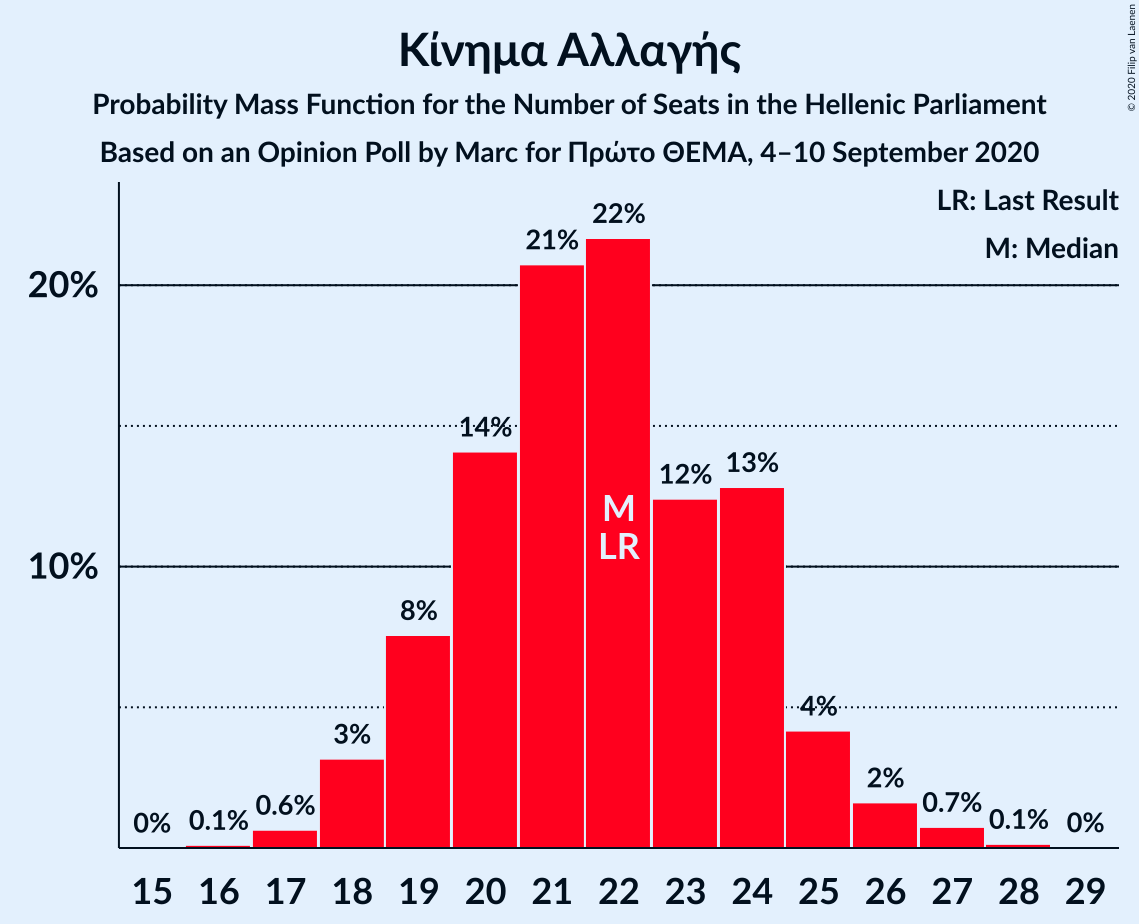 Κίνημα Αλλαγής
Probability Mass Function for the Number of Seats in the Hellenic Parliament
Based on an Opinion Poll by Marc for Πρώτο ΘΕΜΑ, 4–10 September 2020
© 2020 Filip van Laenen
LR: Last Result
M: Median
20%
10%
0%
0.1%
0.6%
3%
8%
14%
21%
22%
12%
13%
4%
2%
0.7%
0.1%
0%
M
LR
15 16 17 18 19 20 21 22 23 24 25 26 27 28 29